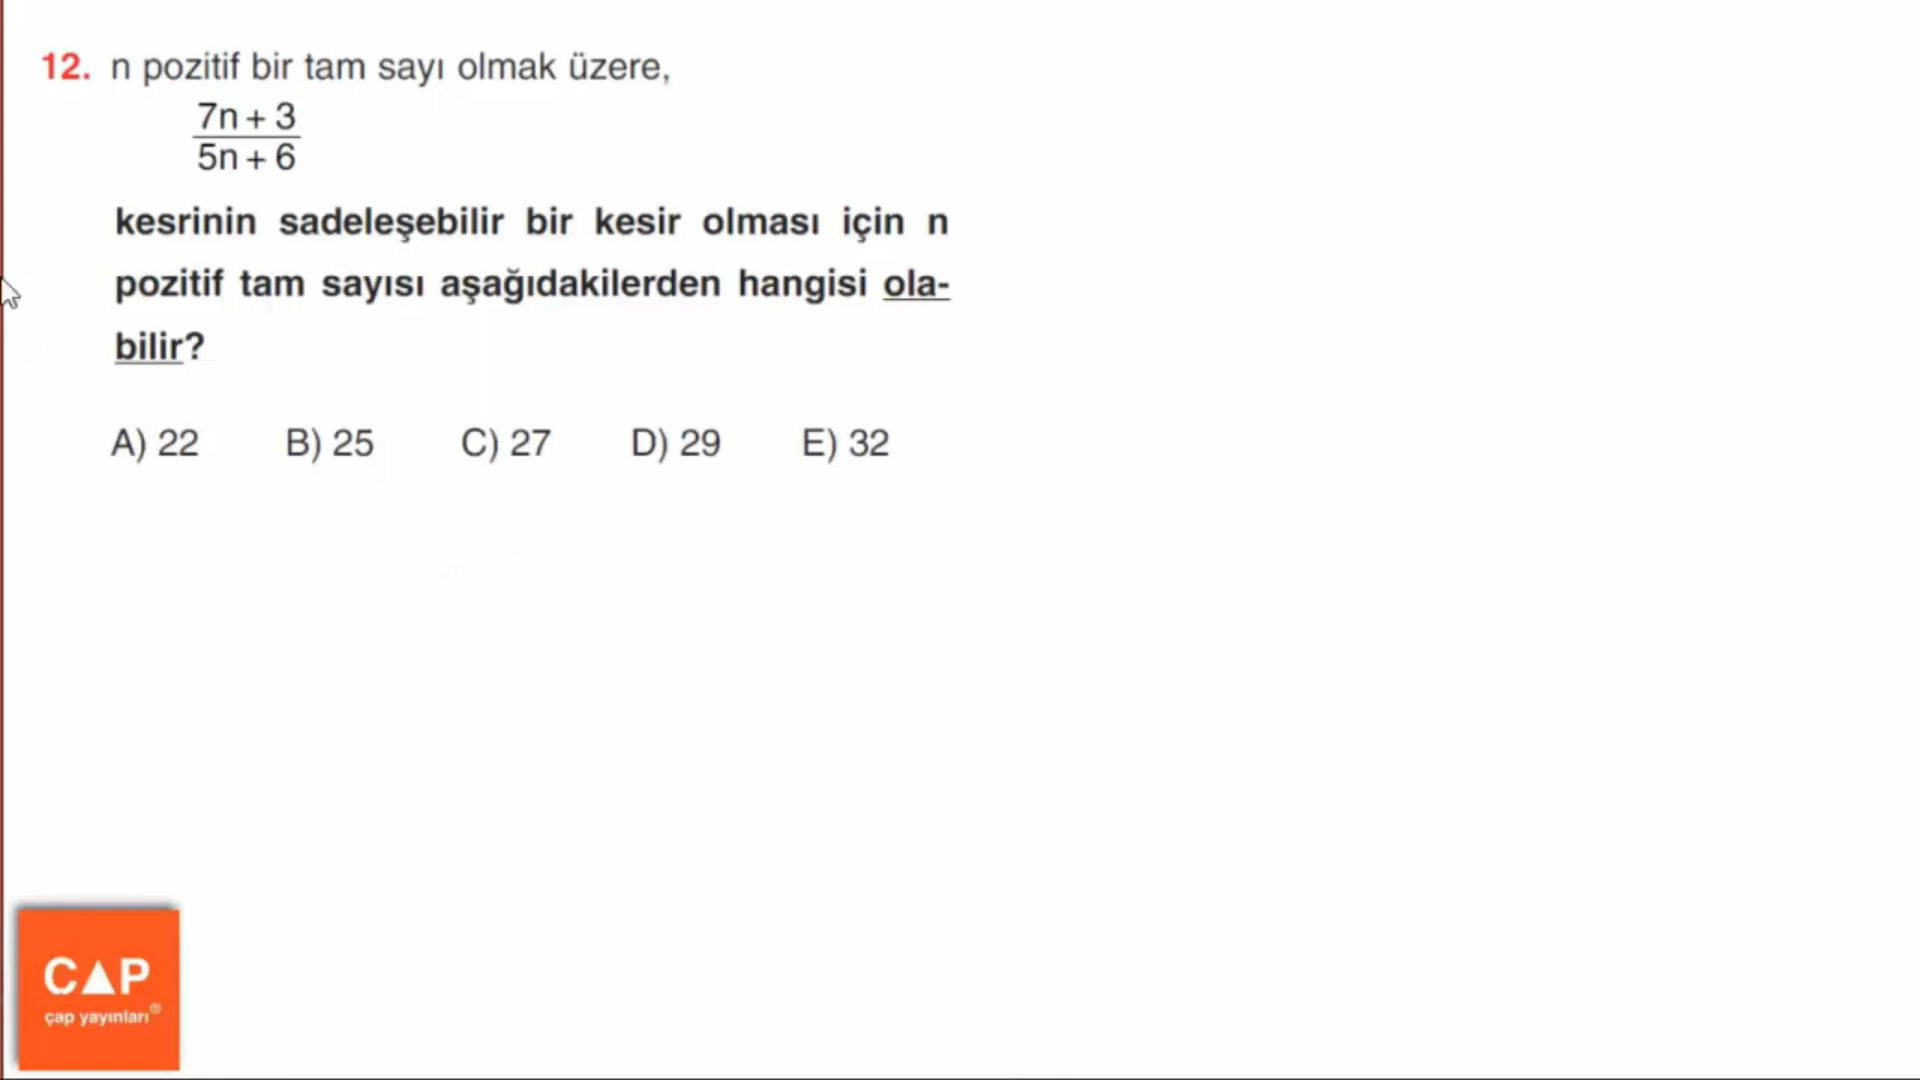 12. n pozitif bir tam sayı olmak üzere,
7n + 3
5n + 6
kesrinin sadeleşebilir bir kesir olması için n
pozitif tam sayısı aşağıdakilerden hangisi ola-
bilir?
A) 22 B) 25 C) 27 D) 29 E) 32
CAP
çap yayınları®